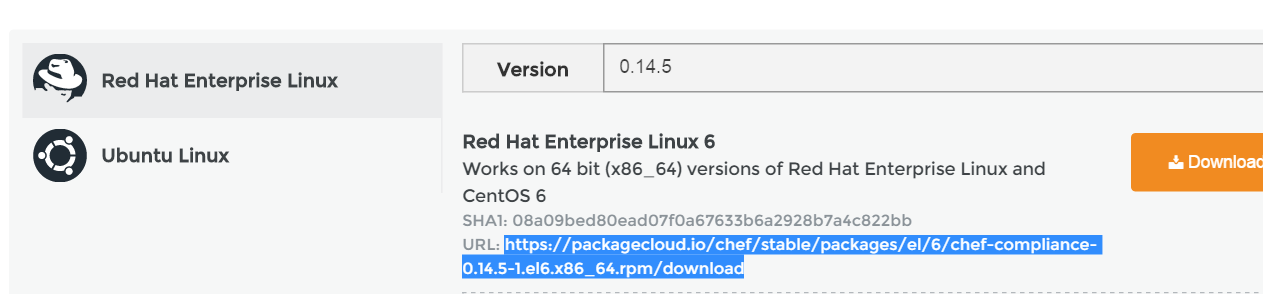 Version 0.14.5
Red Hat Enterprise Linux
Ubuntu Linux
Red Hat Enterprise Linux 6
Works on 64 bit (x86_64) versions of Red Hat Enterprise Linux and
CentOS 6
Download
SHA1: 08a09bed80ead07f0a67633b6a2928b7a4c822bb
URL: https://packagecloud.io/chef/stable/packages/el/6/chef-compliance-
0.14.5-1.el6.x86_64.rpm/download